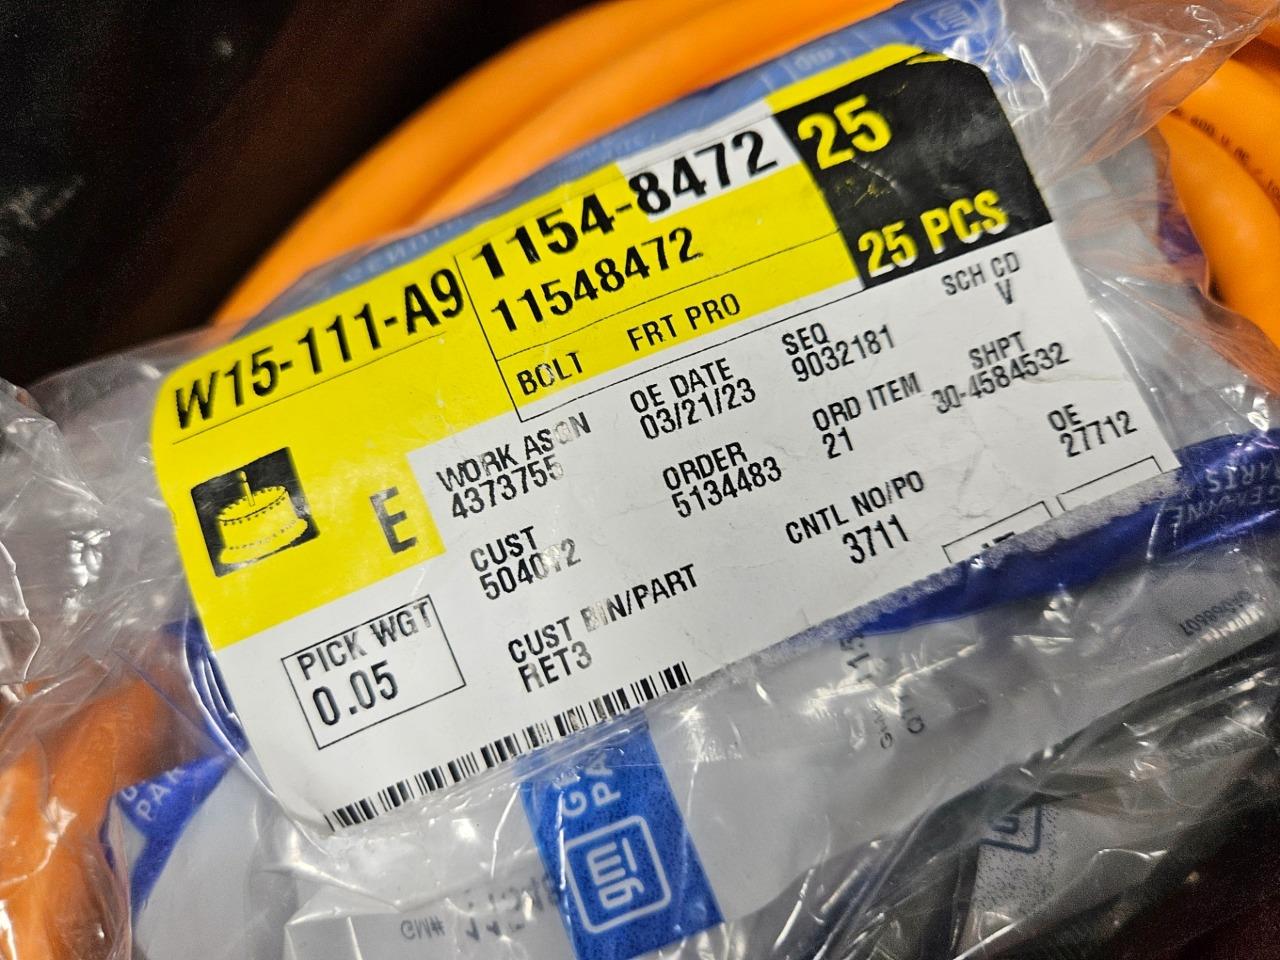 W15-111-A9
1154-8472
11548472
BOLT FRT PRO
25
25 PCS
E
WORK ASGN
4373755
OE DATE
03/21/23
SEQ
9032181
SCH CD
V
CUST
504072
ORDER
5134483
ORD ITEM
21
SHPT
30-4584532
CUST BIN/PART
RET3
CNTL NO/PO
3711
OE
27712
PICK WGT
0.05
gm
GM#